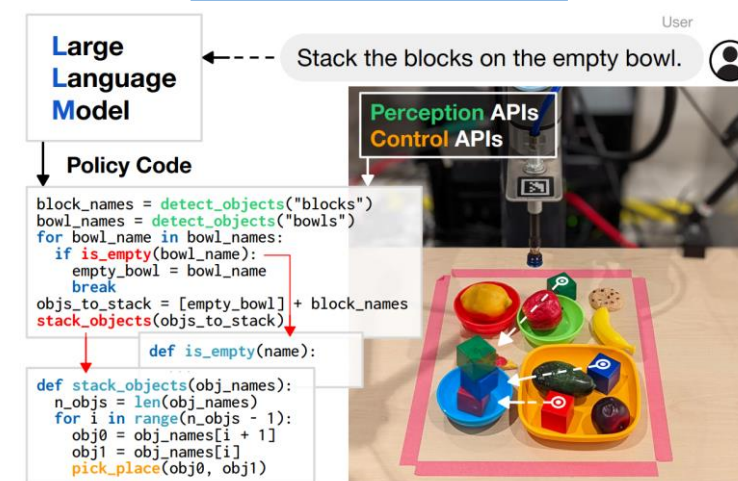 User
Stack the blocks on the empty bowl.
Large
Language
Model
Perception APIs
Control APIs
Policy Code
block_names = detect_objects("blocks")
bowl_names = detect_objects("bowls")
for bowl_name in bowl_names:
if is_empty(bowl_name):
empty_bowl = bowl_name
break
objs_to_stack = [empty_bowl] + block_names
stack_objects(objs_to_stack)
def is_empty(name):
def stack_objects(obj_names):
n_objs = len(obj_names)
for i in range(n_objs - 1):
obj0 = obj_names[i + 1]
obj1 = obj_names[i]
pick_place(obj0, obj1)